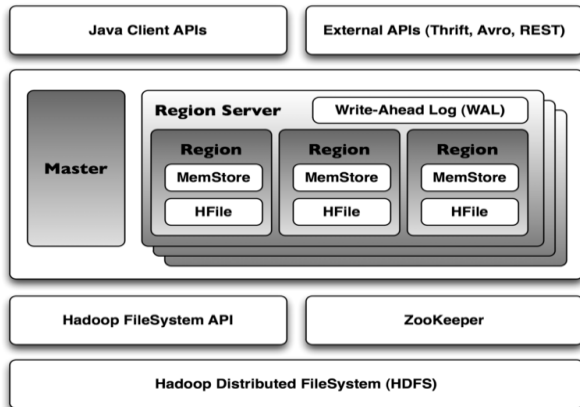 Java Client APIs
External APIs (Thrift, Avro, REST)
Master
Region Server
Write-Ahead Log (WAL)
Region
MemStore
HFile
Region
MemStore
HFile
Region
MemStore
HFile
Hadoop FileSystem API
ZooKeeper
Hadoop Distributed FileSystem (HDFS)